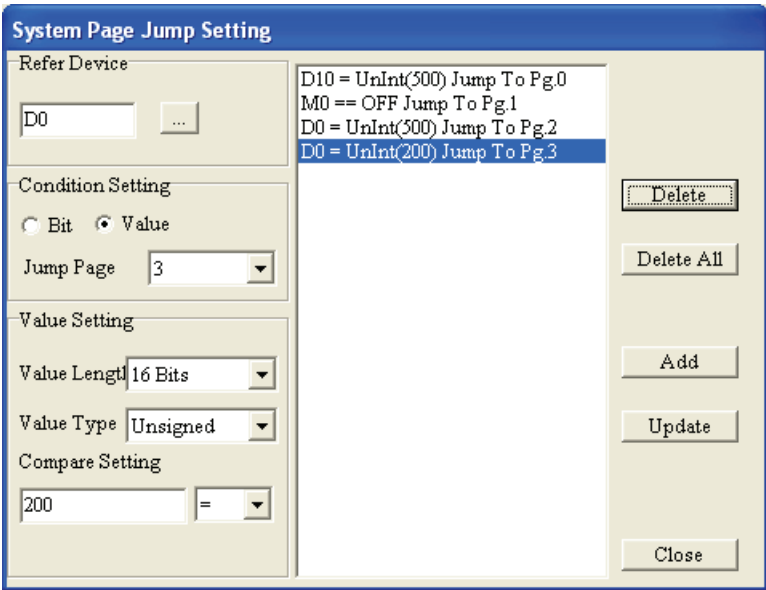 System Page Jump Setting
Refer Device
D0
...
Condition Setting
Bit
Value
Jump Page
3
Value Setting
Value Lengtl
16 Bits
Value Type
Unsigned
Compare Setting
200
=
D10 = UnInt(500) Jump To Pg.0
M0 == OFF Jump To Pg.1
D0 = UnInt(500) Jump To Pg.2
D0 = UnInt(200) Jump To Pg.3
Delete
Delete All
Add
Update
Close